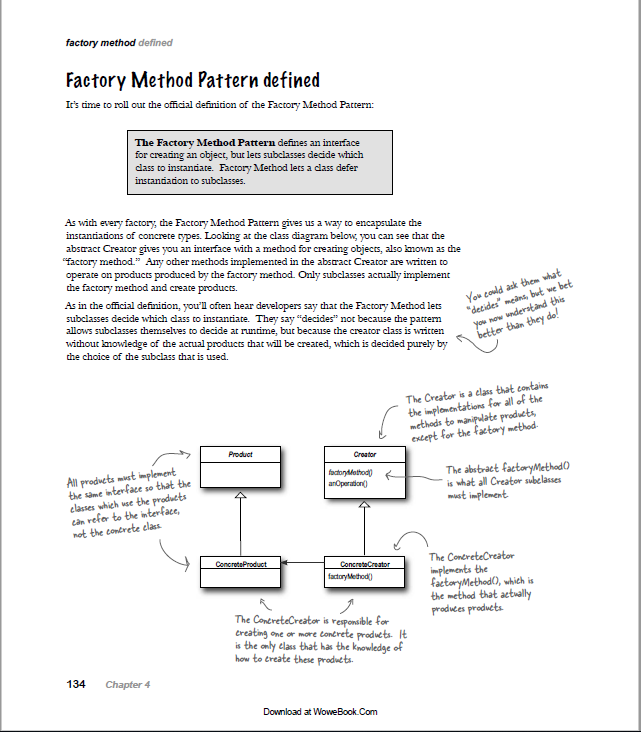 factory method defined
Factory Method Pattern defined
It's time to roll out the official definition of the Factory Method Pattern:
The Factory Method Pattern defines an interface
for creating an object, but lets subclasses decide which
class to instantiate. Factory Method lets a class defer
instantiation to subclasses.
As with every factory, the Factory Method Pattern gives us a way to encapsulate the
instantiations of concrete types. Looking at the class diagram below, you can see that the
abstract Creator gives you an interface with a method for creating objects, also known as the
“factory method.” Any other methods implemented in the abstract Creator are written to
operate on products produced by the factory method. Only subclasses actually implement
the factory method and create products.
As in the official definition, you'll often hear developers say that the Factory Method lets
subclasses decide which class to instantiate. They say “decides” not because the pattern
allows subclasses themselves to decide at runtime, but because the creator class is written
without knowledge of the actual products that will be created, which is decided purely by
the choice of the subclass that is used.
You could ask them what
"decides" means, but we bet
you now understand this
better than they do!
The Creator is a class that contains
the implementations for all of the
methods to manipulate products,
except for the factory method.
Product
Creator
factoryMethod()
anOperation()
All products must implement
the same interface so that the
classes which use the products
can refer to the interface,
not the concrete class.
The abstract factoryMethod()
is what all Creator subclasses
must implement.
ConcreteProduct
ConcreteCreator
factoryMethod()
The ConcreteCreator
implements the
factoryMethod(), which is
the method that actually
produces products.
The ConcreteCreator is responsible for
creating one or more concrete products. It
is the only class that has the knowledge of
how to create these products.
134 Chapter 4
Download at WoweBook.Com